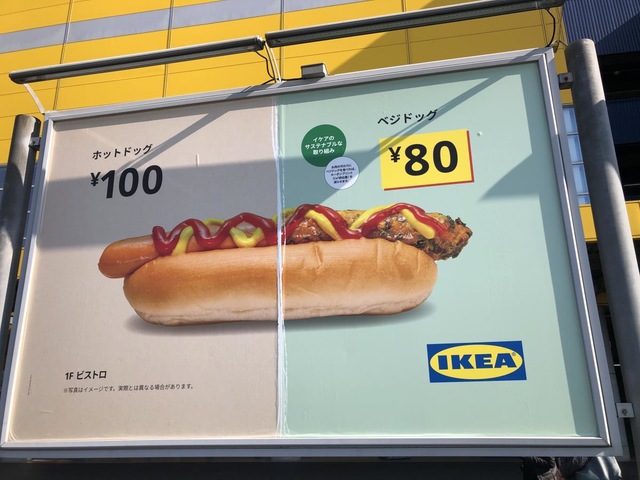 ホットドッグ
¥100
イケアの
サステナブルな
取り組み
ベジドッグ
¥80
IKEA
1F ビストロ
※写真はイメージです。実際とは異なる場合があります。